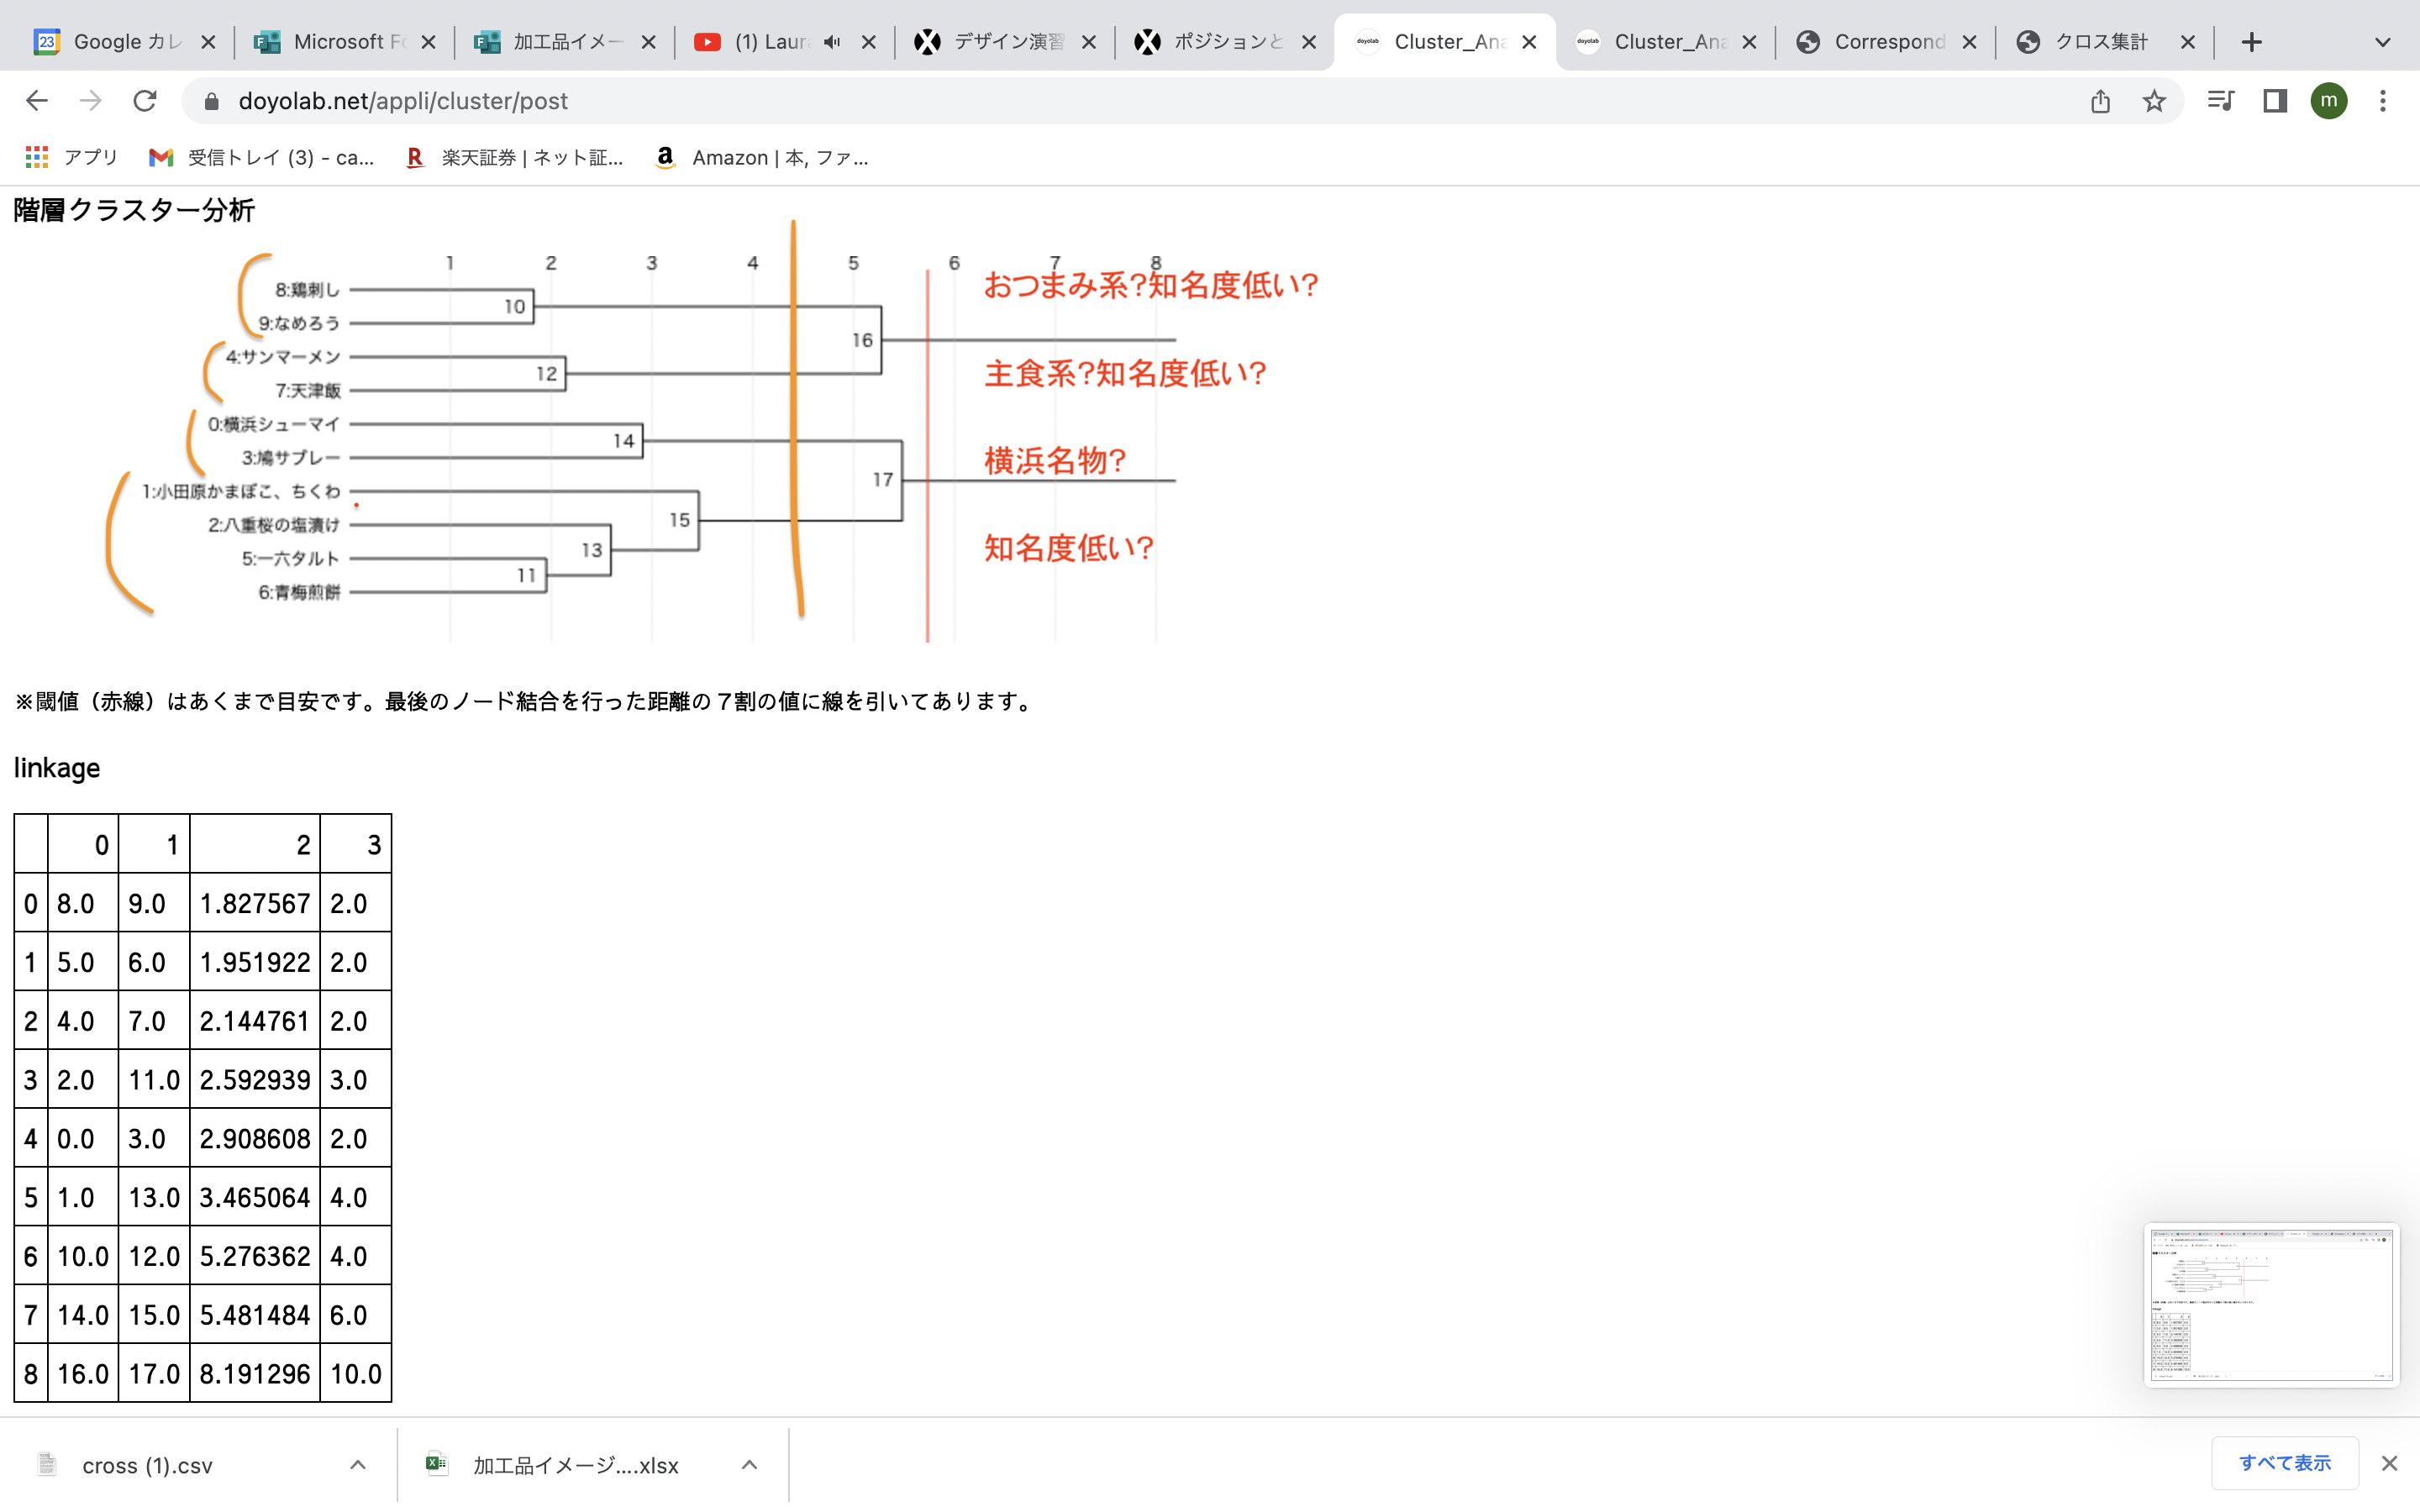 23 Google カレ
Microsoft Fo
加工品イメー
(1) Laur
デザイン演習
ポジションと
doyolab Cluster_Ana
doyolab Cluster_Ana
Correspond
クロス集計
doyolab.net/appli/cluster/post
m
アプリ
受信トレイ (3) - ca...
楽天証券 | ネット証...
Amazon | 本, ファ...
階層クラスター分析
1 2 3 4 5 6 7 8
8:鶏刺し
9:なめろう
4:サンマーメン
7:天津飯
0:横浜シューマイ
3:鳩サブレー
1:小田原かまぼこ、ちくわ
2:八重桜の塩漬け
5:一六タルト
6:青梅煎餅
10
16
12
14
17
15
13
11
おつまみ系?知名度低い?
主食系?知名度低い?
横浜名物?
知名度低い?
※閾値（赤線）はあくまで目安です。最後のノード結合を行った距離の７割の値に線を引いてあります。
linkage
0 1 2 3
0 8.0 9.0 1.827567 2.0
1 5.0 6.0 1.951922 2.0
2 4.0 7.0 2.144761 2.0
3 2.0 11.0 2.592939 3.0
4 0.0 3.0 2.908608 2.0
5 1.0 13.0 3.465064 4.0
6 10.0 12.0 5.276362 4.0
7 14.0 15.0 5.481484 6.0
8 16.0 17.0 8.191296 10.0
cross (1).csv
加工品イメージ....xlsx
すべて表示